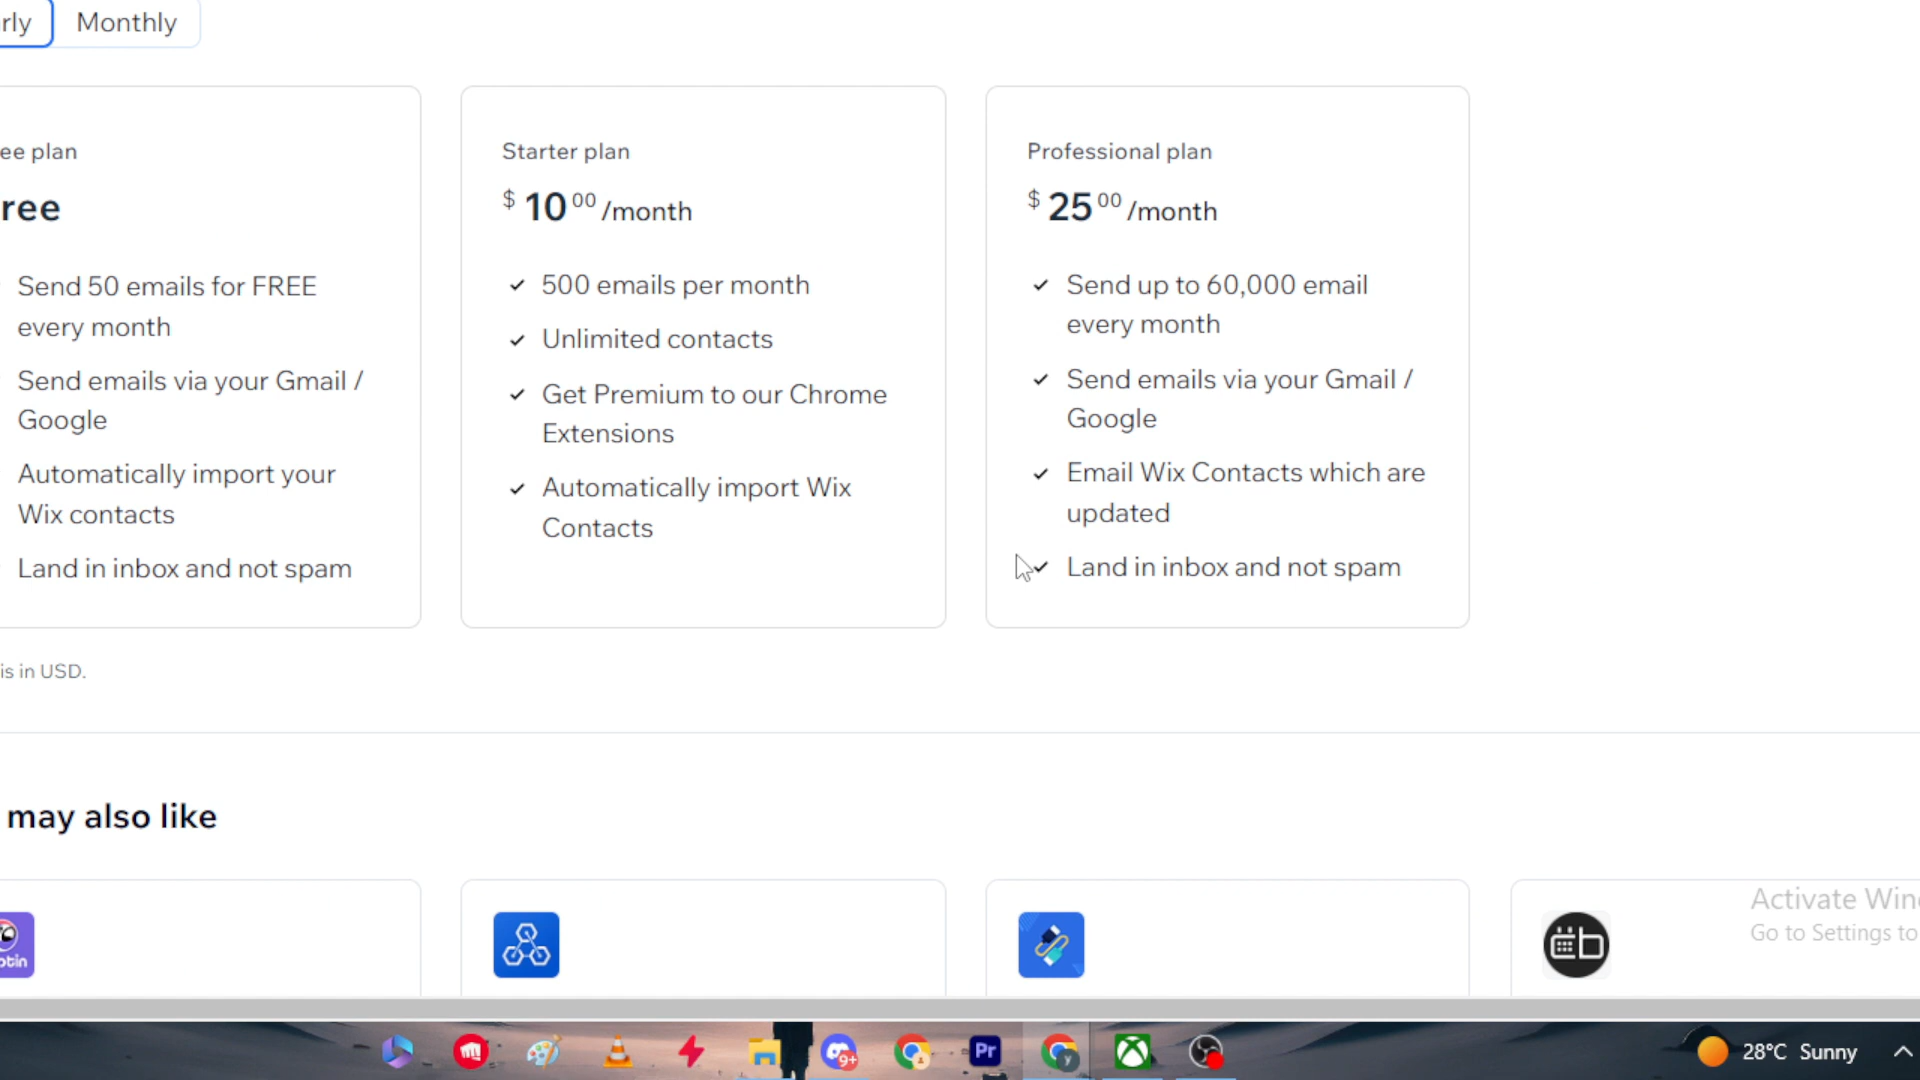 rly Monthly
ee plan
ree
Send 50 emails for FREE
every month
Send emails via your Gmail /
Google
Automatically import your
Wix contacts
Land in inbox and not spam
Starter plan
$ 10 00 /month
500 emails per month
Unlimited contacts
Get Premium to our Chrome
Extensions
Automatically import Wix
Contacts
Professional plan
$ 25 00 /month
Send up to 60,000 email
every month
Send emails via your Gmail /
Google
Email Wix Contacts which are
updated
Land in inbox and not spam
is in USD.
may also like
otin
Activate Win
Go to Settings to
9+
Pr
y
28°C Sunny